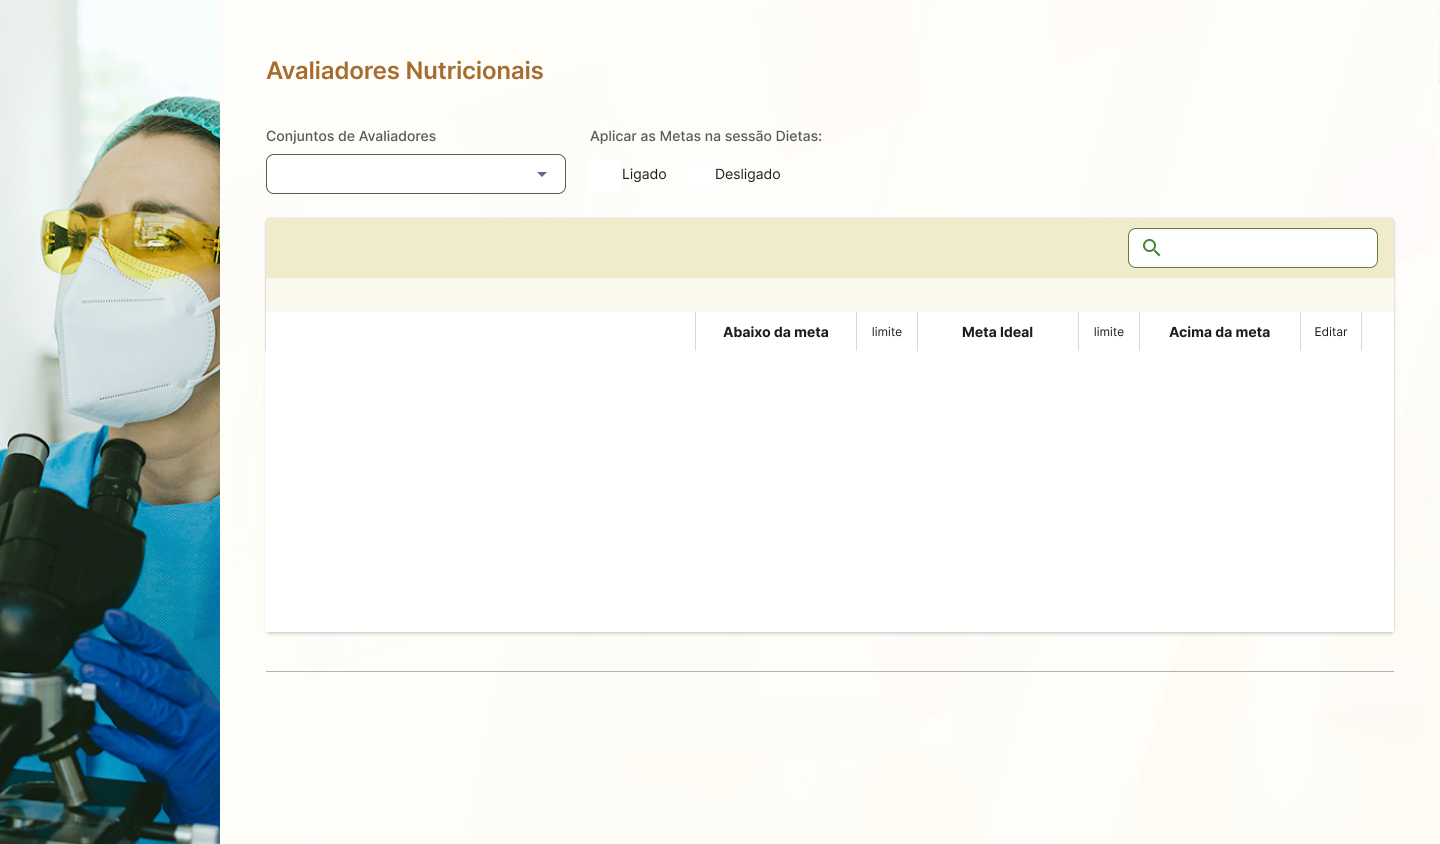 Avaliadores Nutricionais
Conjuntos de Avaliadores
Aplicar as Metas na sessão Dietas:
Ligado
Desligado
Abaixo da meta
limite
Meta Ideal
limite
Acima da meta
Editar